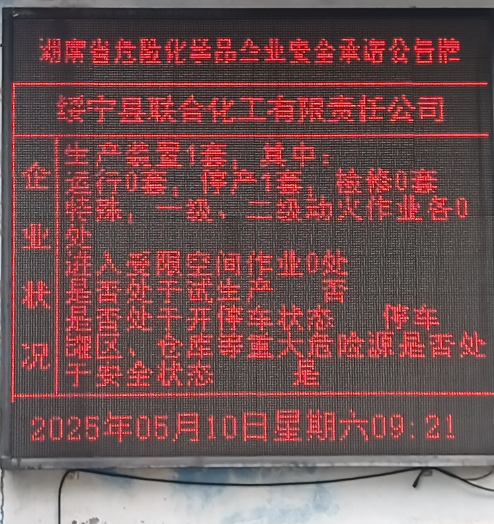 湖南省危险化学品企业安全承诺公告牌
绥宁县联合化工有限责任公司
企业状况
生产装置1套，其中：
运行0套，停产1套，检修0套
特殊，一级、二级动火作业各0
处
进入受限空间作业0处
是否处于试生产 否
是否处于开停车状态 停车
罐区、仓库等重大危险源是否处
于安全状态 是
2025年05月10日星期六09:21